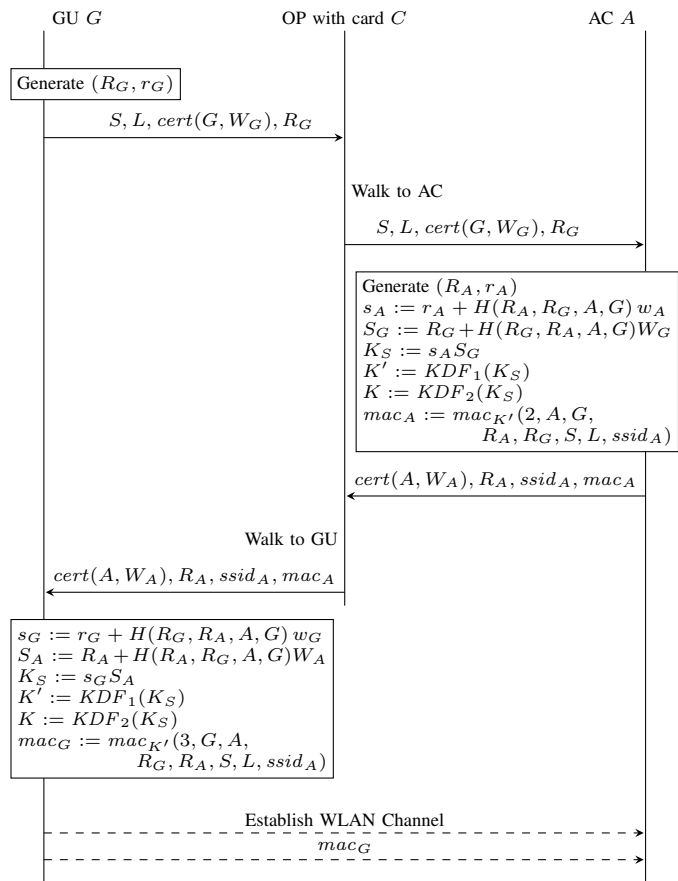 GU G OP with card C AC A
Generate (R_G, r_G)
S, L, cert(G, W_G), R_G
Walk to AC
S, L, cert(G, W_G), R_G
Generate (R_A, r_A)
s_A := r_A + H(R_A, R_G, A, G) w_A
S_G := R_G + H(R_G, R_A, A, G)W_G
K_S := s_A S_G
K′ := KDF_1(K_S)
K := KDF_2(K_S)
mac_A := mac_K′(2, A, G,
R_A, R_G, S, L, ssid_A)
cert(A, W_A), R_A, ssid_A, mac_A
Walk to GU
cert(A, W_A), R_A, ssid_A, mac_A
s_G := r_G + H(R_G, R_A, A, G) w_G
S_A := R_A + H(R_A, R_G, A, G)W_A
K_S := s_G S_A
K′ := KDF_1(K_S)
K := KDF_2(K_S)
mac_G := mac_K′(3, G, A,
R_G, R_A, S, L, ssid_A)
Establish WLAN Channel
mac_G